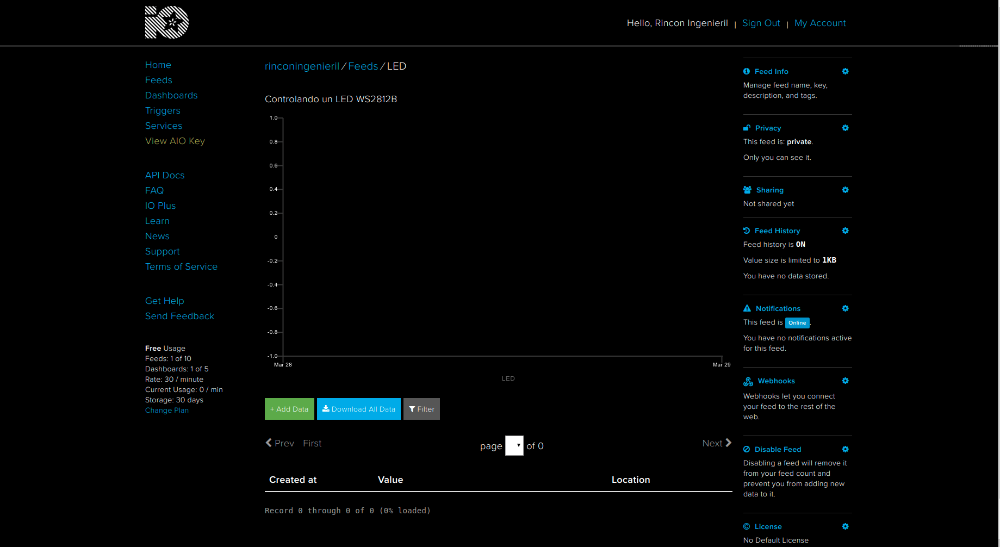 Hello, Rincon Ingenieril | Sign Out | My Account
Home
Feeds
Dashboards
Triggers
Services
View AIO Key
API Docs
FAQ
IO Plus
Learn
News
Support
Terms of Service
Get Help
Send Feedback
Free Usage
Feeds: 1 of 10
Dashboards: 1 of 5
Rate: 30 / minute
Current Usage: 0 / min
Storage: 30 days
Change Plan
rinconingenieril / Feeds / LED
Controlando un LED WS2812B
1.0
0.8
0.6
0.4
0.2
0
-0.2
-0.4
-0.6
-0.8
-1.0
Mar 28
Mar 29
LED
+ Add Data
Download All Data
Filter
Prev First
page of 0
Next
Created at Value Location
Record 0 through 0 of 0 (0% loaded)
Feed Info
Manage feed name, key,
description, and tags.
Privacy
This feed is: private.
Only you can see it.
Sharing
Not shared yet
Feed History
Feed history is ON
Value size is limited to 1KB
You have no data stored.
Notifications
This feed is Online.
You have no notifications active
for this feed.
Webhooks
Webhooks let you connect
your feed to the rest of the
web.
Disable Feed
Disabling a feed will remove it
from your feed count and
prevent you from adding new
data to it.
License
No Default License